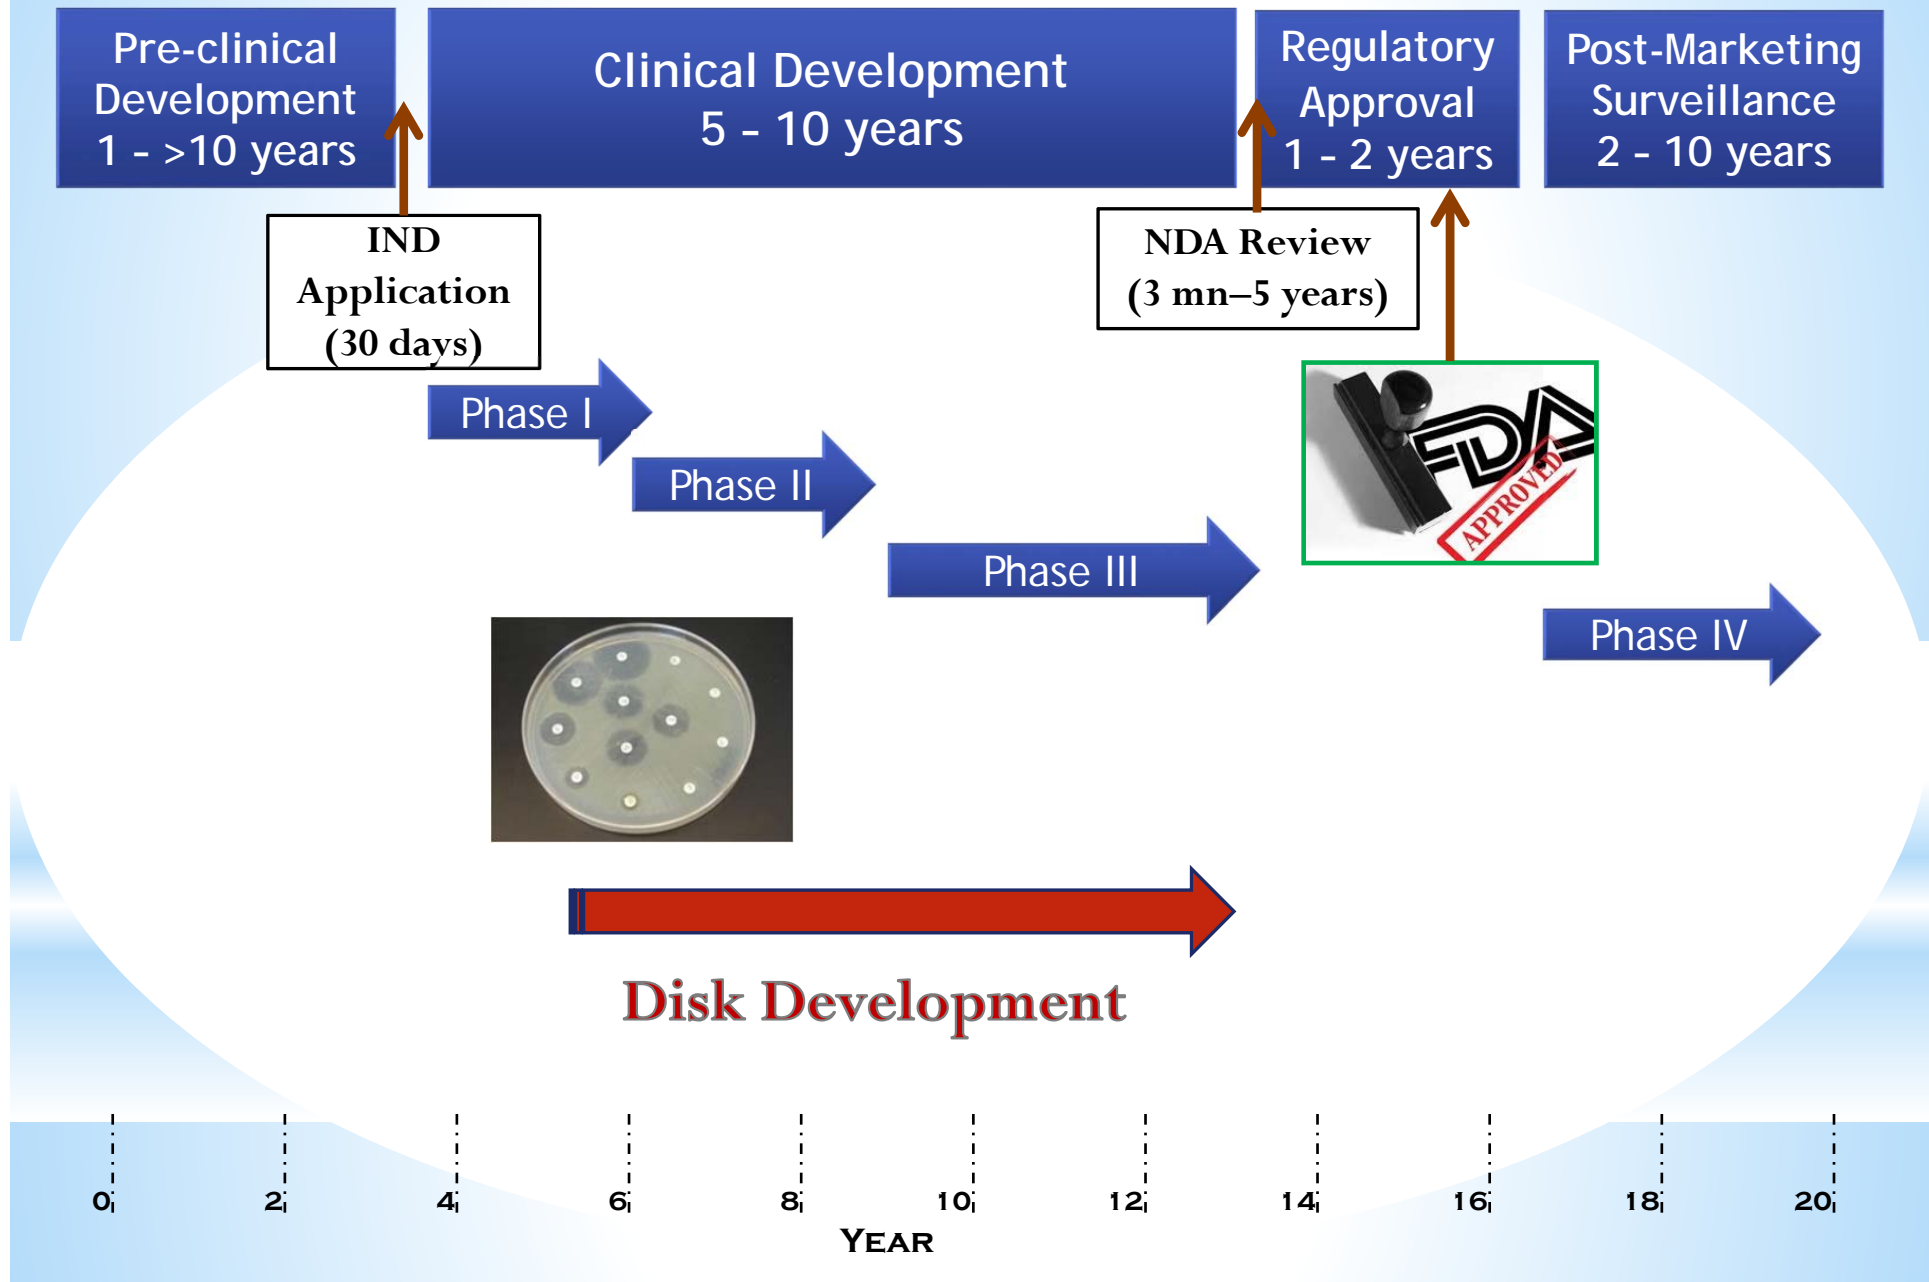 Pre-clinical
Development
1 - >10 years
Clinical Development
5 - 10 years
Regulatory
Approval
1 - 2 years
Post-Marketing
Surveillance
2 - 10 years
IND
Application
(30 days)
NDA Review
(3 mn–5 years)
Phase I
Phase II
Phase III
FDA
APPROVED
Phase IV
Disk Development
0
2
4
6
8
10
12
14
16
18
20
YEAR